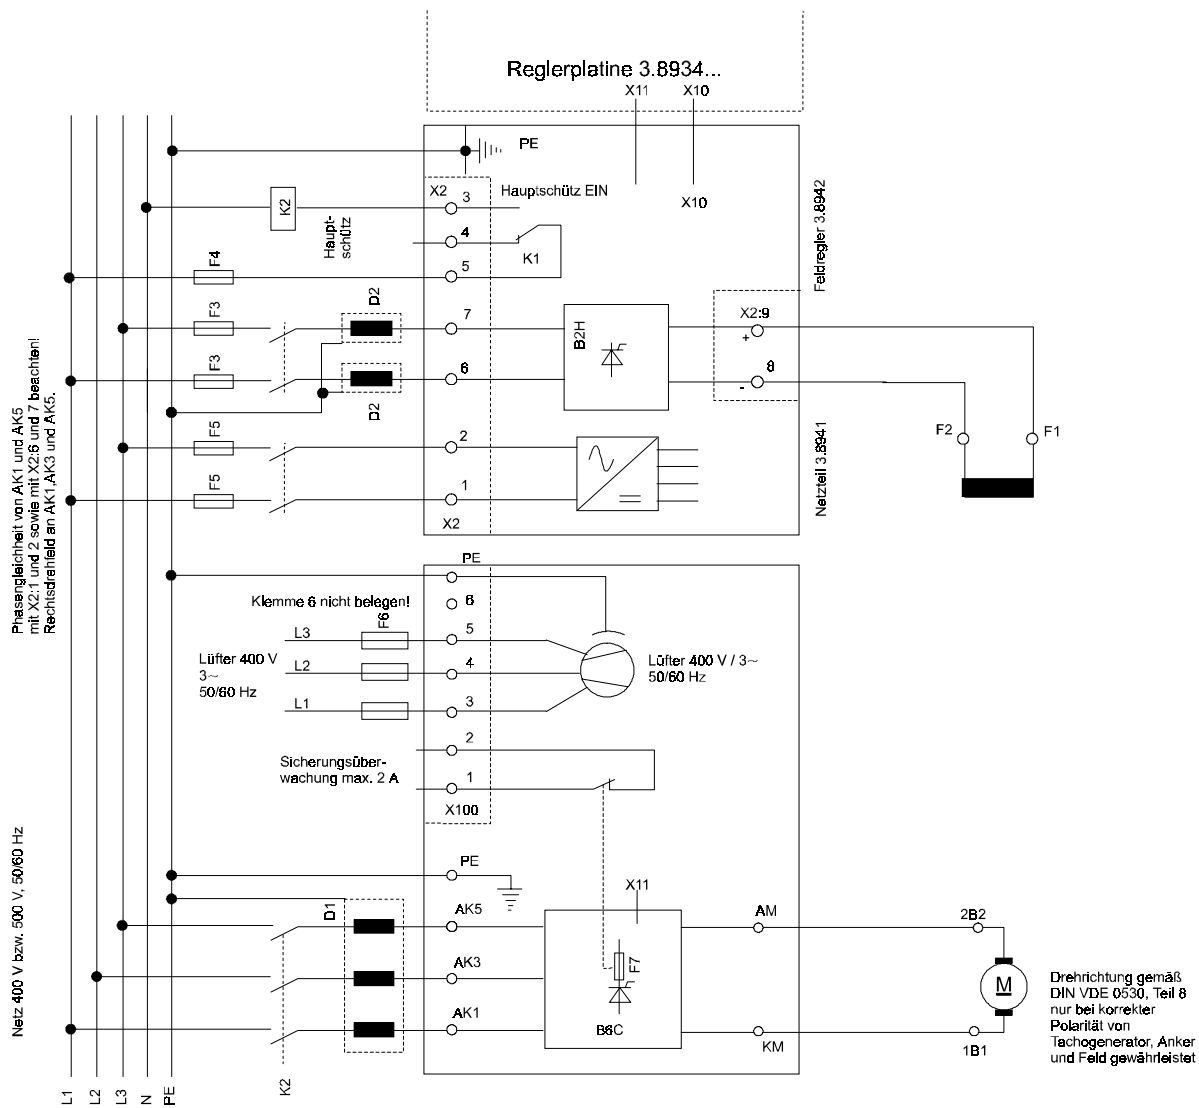 Reglerplatine 3.8934...
X11
X10
PE
X10
Feldregler 3.8942
X2
3
Hauptschütz EIN
K2
Haupt-
schütz
4
K1
5
F4
F3
D2
7
B2H
X2:9
+
F3
D2
6
8
-
F5
2
F2
F1
F5
1
X2
Netzteil 3.8941
Phasengleichheit von AK1 und AK5
mit X2:1 und 2 sowie mit X2:6 und 7 beachten!
Rechtsdrehfeld an AK1,AK3 und AK5.
PE
Klemme 6 nicht belegen!
6
F6
L3
5
Lüfter 400 V
3~
50/60 Hz
L2
4
Lüfter 400 V / 3~
50/60 Hz
L1
3
2
Sicherungsüber-
wachung max. 2 A
1
X100
Netz 400 V bzw. 500 V, 50/60 Hz
PE
X11
D1
AK5
AM
2B2
AK3
F7
M
Drehrichtung gemäß
DIN VDE 0530, Teil 8
nur bei korrekter
Polarität von
Tachogenerator, Anker
und Feld gewährleistet
AK1
B6C
KM
1B1
K2
L1
L2
L3
N
PE